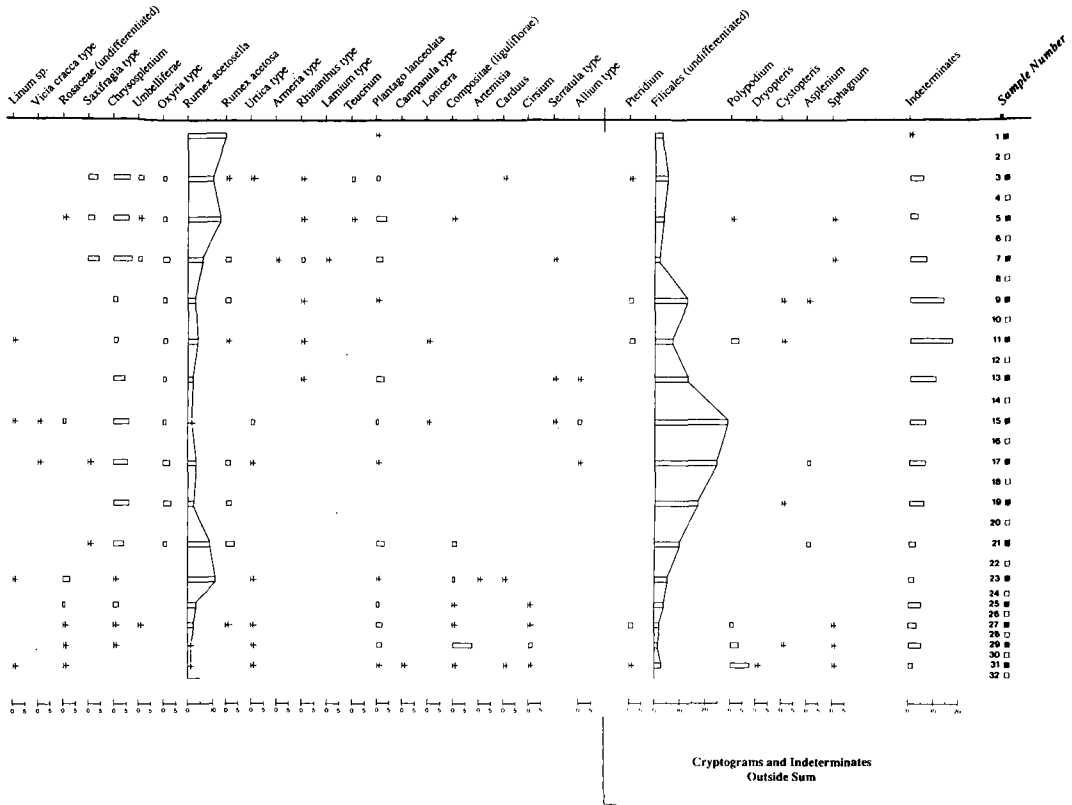 Linum sp.
Vicia cracca type
Rosaceae (undifferentiated)
Saxifragia type
Chrysosplenium
Umbelliferae
Oxyria type
Rumex acetosella
Rumex acetosa
Urtica type
Armeria type
Rhinanthus type
Lamium type
Teucrium
Plantago lanceolata
Campanula type
Lonicera
Compositae (liguliflorae)
Artemisia
Carduus
Cirsium
Serratula type
Allium type
Pteridium
Filicales (undifferentiated)
Polypodium
Dryopteris
Cystopteris
Asplenium
Sphagnum
Indeterminates
Sample Number
1
2
3
4
5
6
7
8
9
10
11
12
13
14
15
16
17
18
19
20
21
22
23
24
25
26
27
28
29
30
31
32
Cryptograms and Indeterminates
Outside Sum